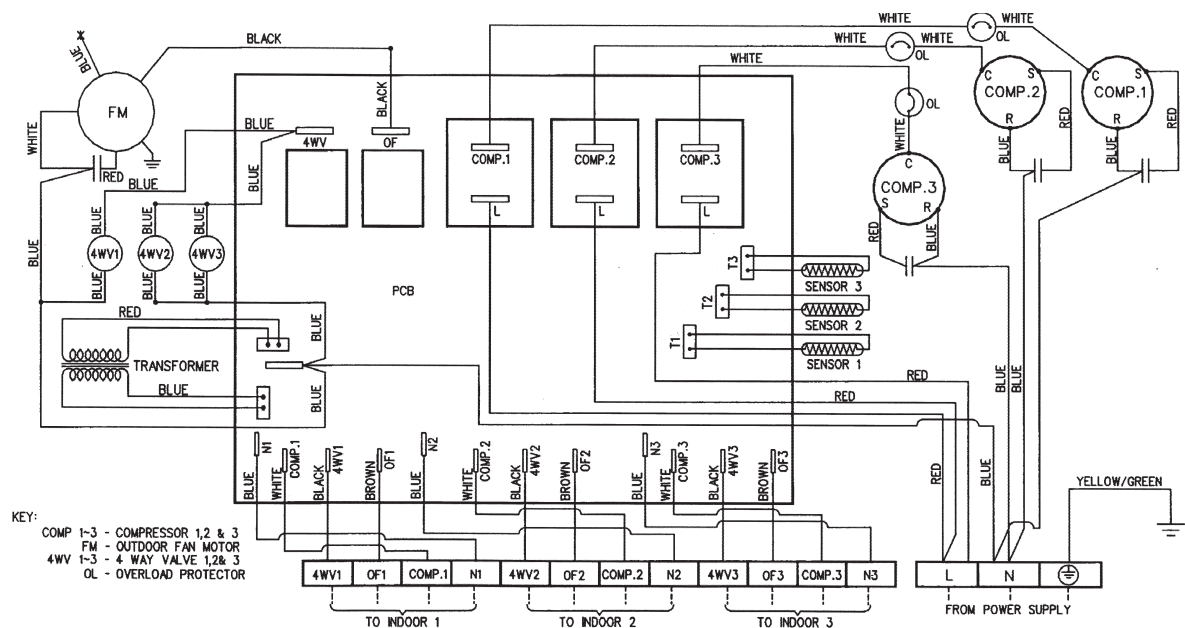 WHITE
WHITE
OL
BLACK
WHITE
WHITE
OL
WHITE
BLUE
FM
BLACK
BLUE
4WV
OF
COMP.1
COMP.2
COMP.3
L
L
L
OL
WHITE
C
S
COMP.2
R
BLUE
RED
C
S
COMP.1
R
BLUE
RED
WHITE
RED
BLUE
BLUE
BLUE
BLUE
BLUE
C
COMP.3
S
R
RED
BLUE
4WV1
4WV2
4WV3
BLUE
BLUE
BLUE
BLUE
PCB
T3
SENSOR 3
T2
SENSOR 2
T1
SENSOR 1
RED
BLUE
TRANSFORMER
BLUE
BLUE
RED
RED
BLUE
BLUE
N1
COMP.1
4WV1
OF1
N2
COMP.2
4WV2
OF2
N3
COMP.3
4WV3
OF3
BLUE
WHITE
BLACK
BROWN
BLUE
WHITE
BLACK
BROWN
BLUE
WHITE
BLACK
BROWN
RED
BLUE
YELLOW/GREEN
KEY:
COMP 1~3 - COMPRESSOR 1,2 & 3
FM - OUTDOOR FAN MOTOR
4WV 1~3 - 4 WAY VALVE 1,2& 3
OL - OVERLOAD PROTECTOR
4WV1 OF1 COMP.1 N1 4WV2 OF2 COMP.2 N2 4WV3 OF3 COMP.3 N3
L N
TO INDOOR 1
TO INDOOR 2
TO INDOOR 3
FROM POWER SUPPLY